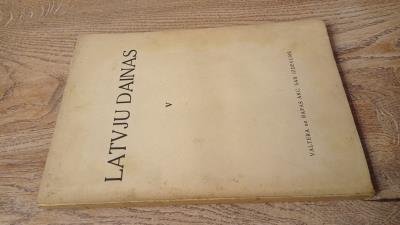 LATVJU DAINAS
V
VALTERA un RAPAS AKC. SAB. IZDEVUMS